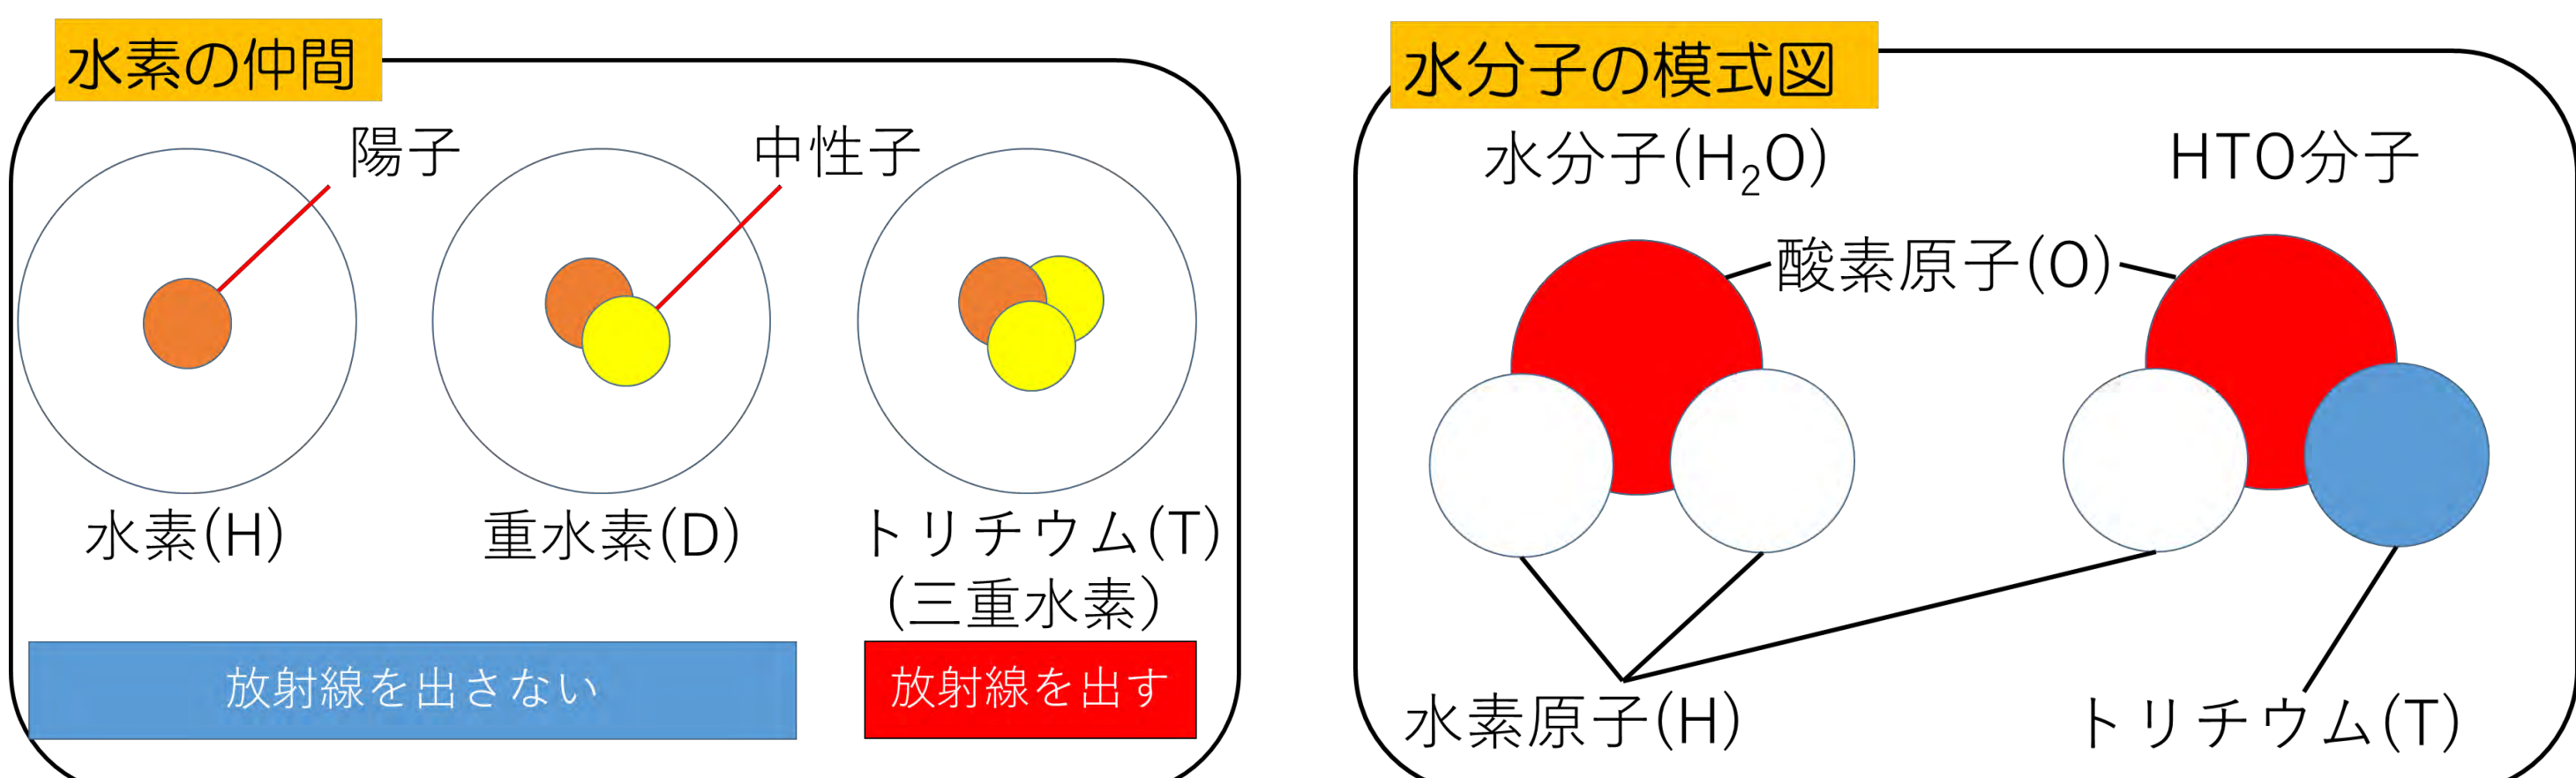 水素の仲間
陽子
中性子
水素(H)
重水素(D)
トリチウム(T)
(三重水素)
放射線を出さない
放射線を出す
水分子の模式図
水分子(H₂O)
HTO分子
酸素原子(O)
水素原子(H)
トリチウム(T)